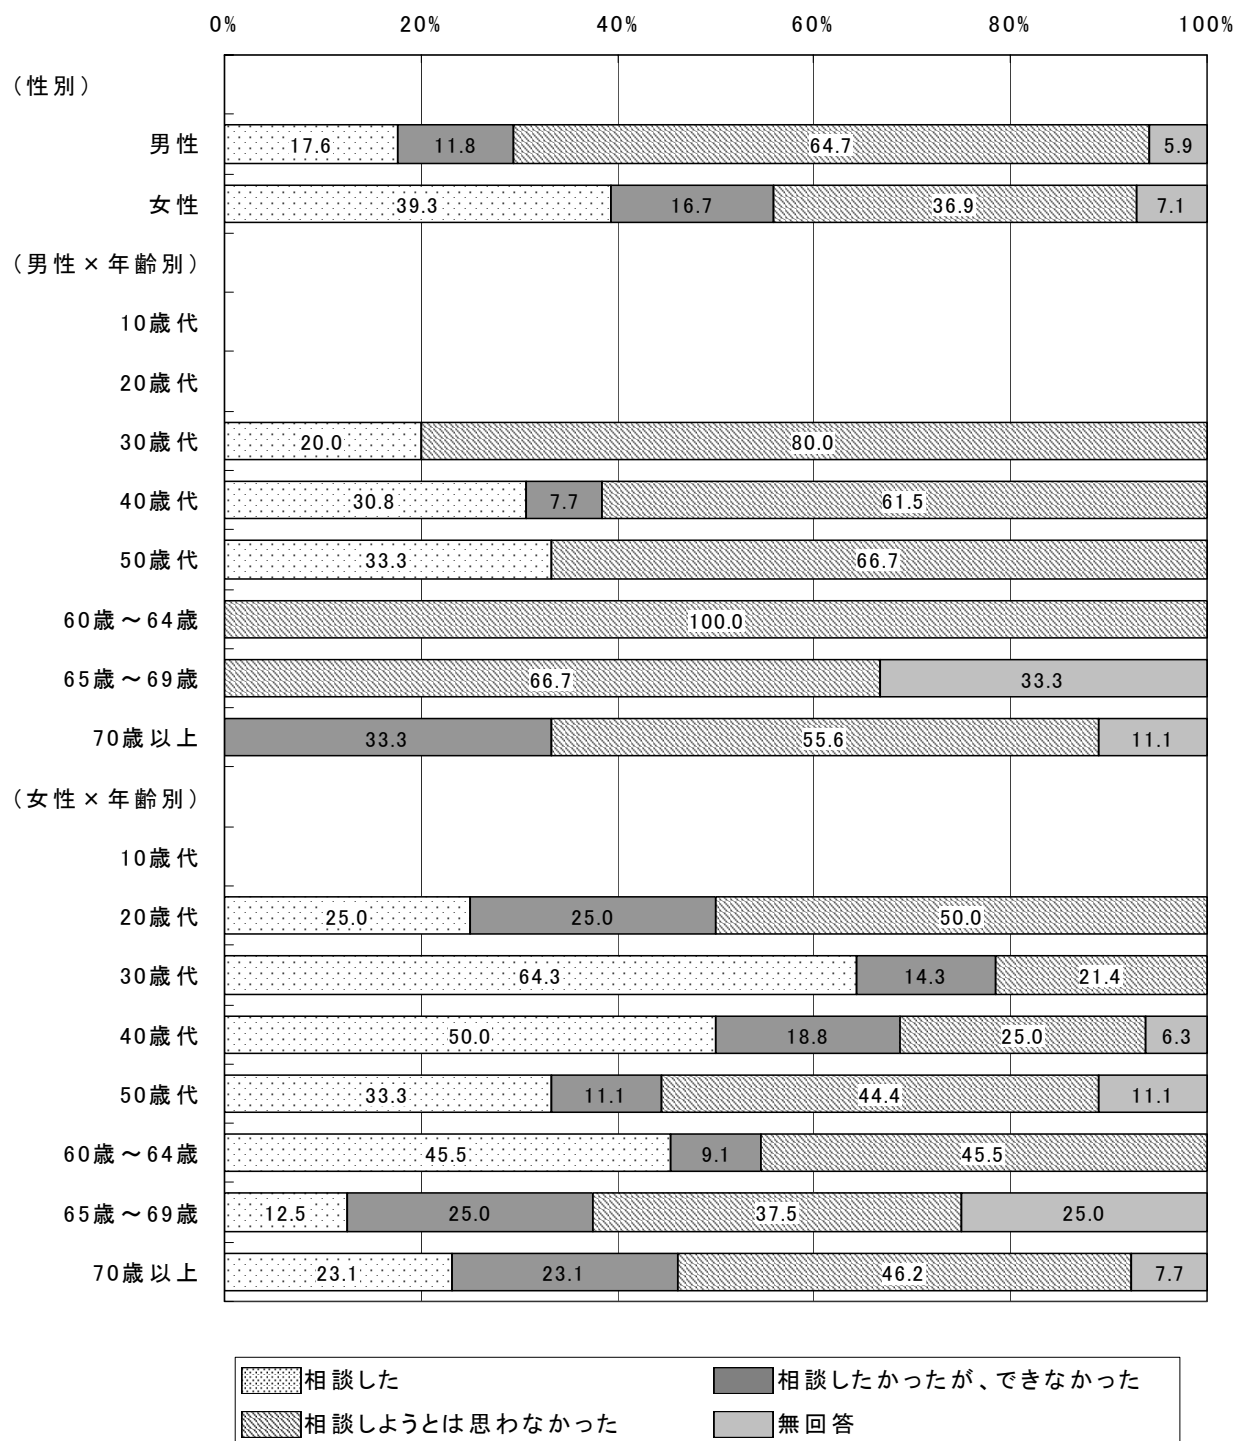 0% 20% 40% 60% 80% 100%
（性別）
男性 17.6 11.8 64.7 5.9
女性 39.3 16.7 36.9 7.1
（男性×年齢別）
10歳代
20歳代
30歳代 20.0 80.0
40歳代 30.8 7.7 61.5
50歳代 33.3 66.7
60歳～64歳 100.0
65歳～69歳 66.7 33.3
70歳以上 33.3 55.6 11.1
（女性×年齢別）
10歳代
20歳代 25.0 25.0 50.0
30歳代 64.3 14.3 21.4
40歳代 50.0 18.8 25.0 6.3
50歳代 33.3 11.1 44.4 11.1
60歳～64歳 45.5 9.1 45.5
65歳～69歳 12.5 25.0 37.5 25.0
70歳以上 23.1 23.1 46.2 7.7
相談した 相談したかったが、できなかった
相談しようとは思わなかった 無回答